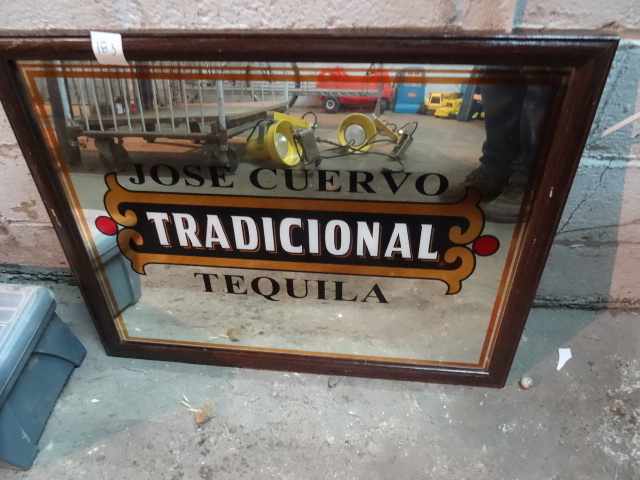 183
JOSE CUERVO
TRADICIONAL
TEQUILA